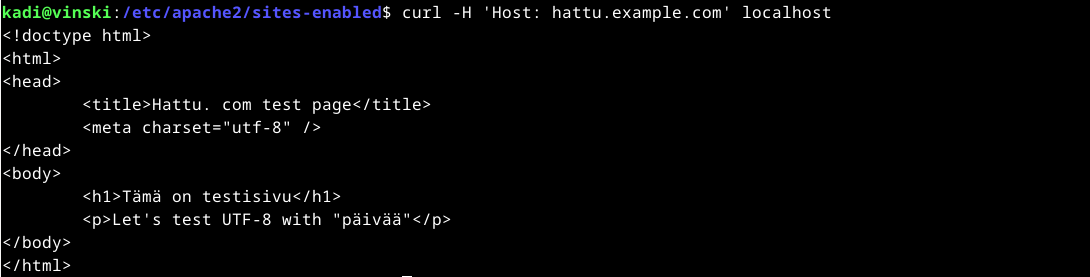 kadi@vinski:/etc/apache2/sites-enabled$ curl -H 'Host: hattu.example.com' localhost
<!doctype html>
<html>
<head>
        <title>Hattu. com test page</title>
        <meta charset="utf-8" />
</head>
<body>
        <h1>Tämä on testisivu</h1>
        <p>Let's test UTF-8 with "päivää"</p>
</body>
</html>